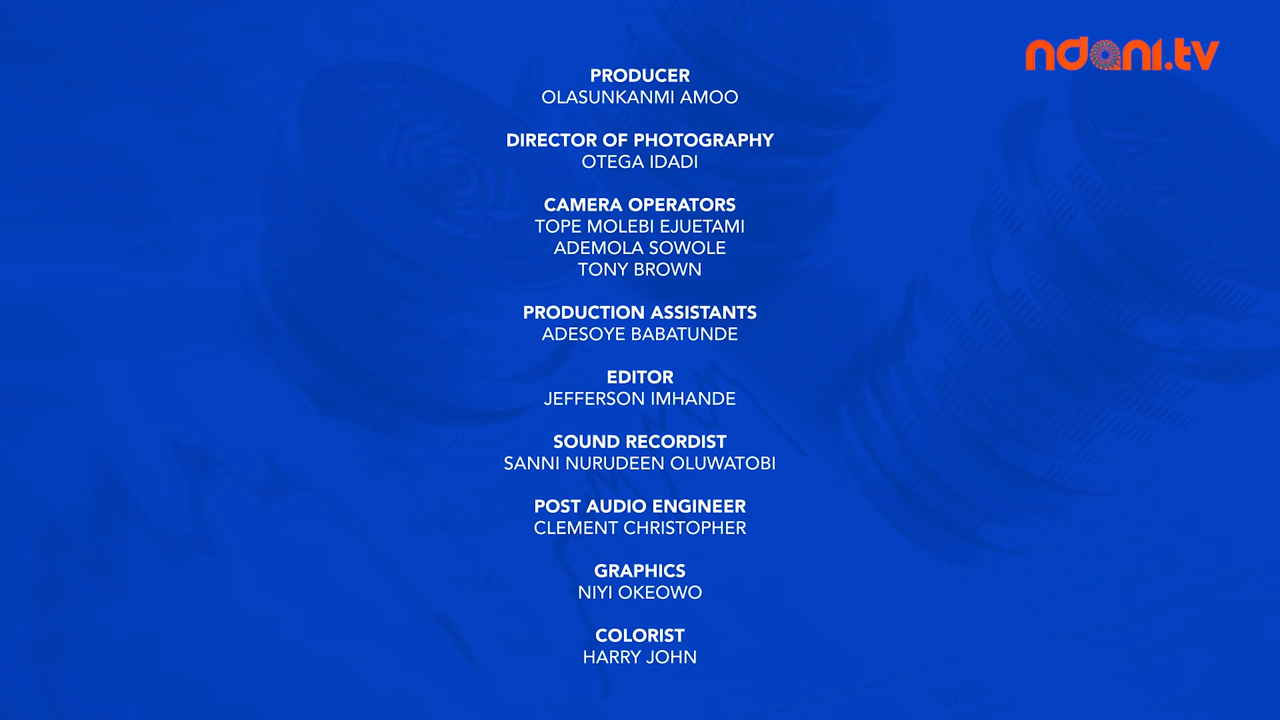 ndani.tv
PRODUCER
OLASUNKANMI AMOO
DIRECTOR OF PHOTOGRAPHY
OTEGA IDADI
CAMERA OPERATORS
TOPE MOLEBI EJUETAMI
ADEMOLA SOWOLE
TONY BROWN
PRODUCTION ASSISTANTS
ADESOYE BABATUNDE
EDITOR
JEFFERSON IMHANDE
SOUND RECORDIST
SANNI NURUDEEN OLUWATOBI
POST AUDIO ENGINEER
CLEMENT CHRISTOPHER
GRAPHICS
NIYI OKEOWO
COLORIST
HARRY JOHN